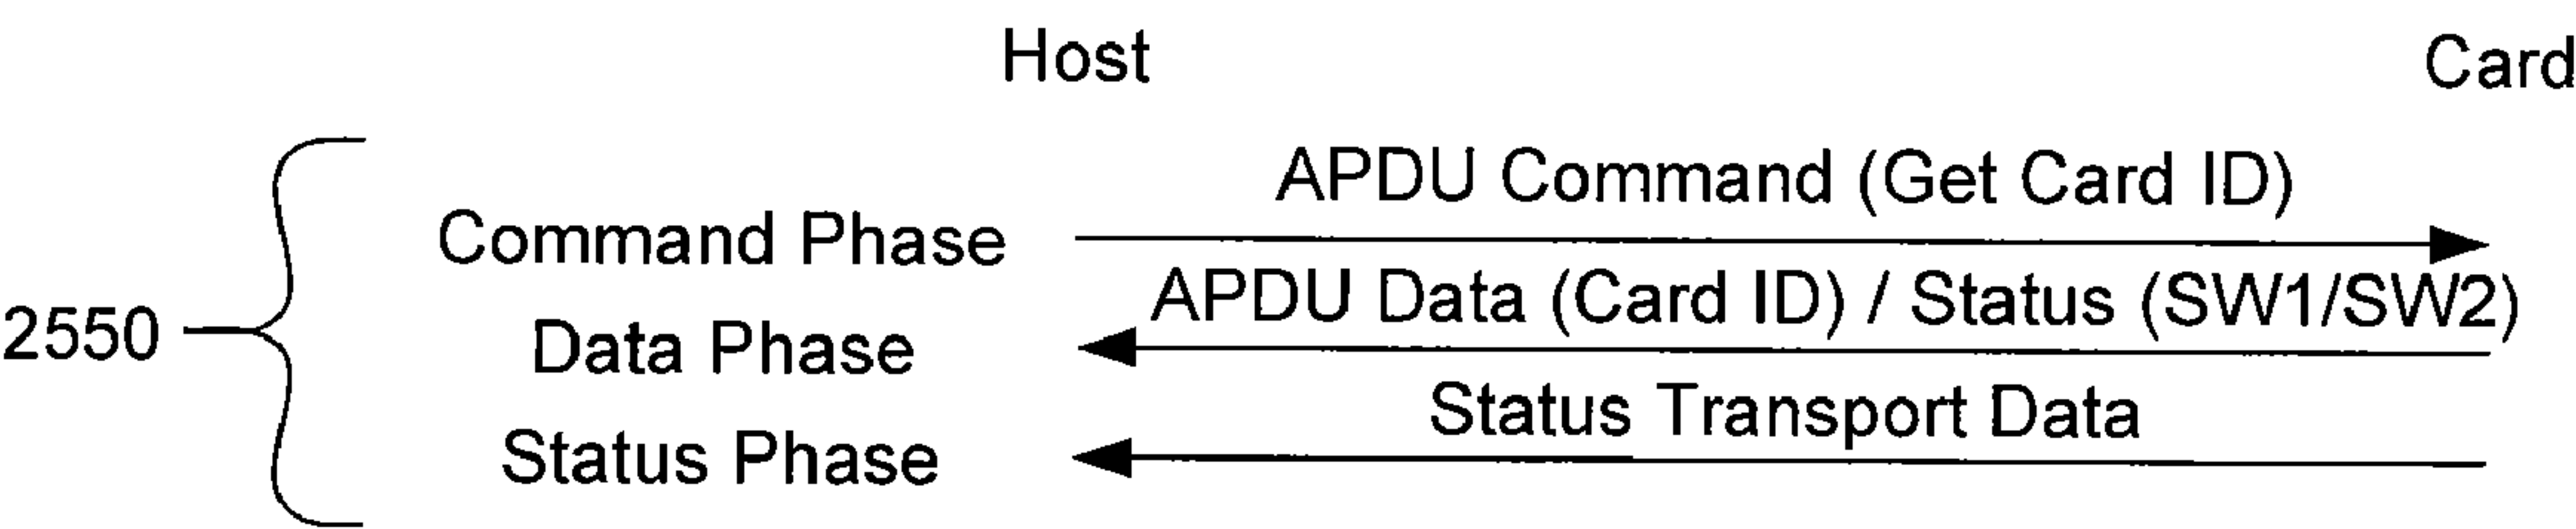 Host Card
APDU Command (Get Card ID)
Command Phase
APDU Data (Card ID) / Status (SW1/SW2)
2550
Data Phase
Status Transport Data
Status Phase